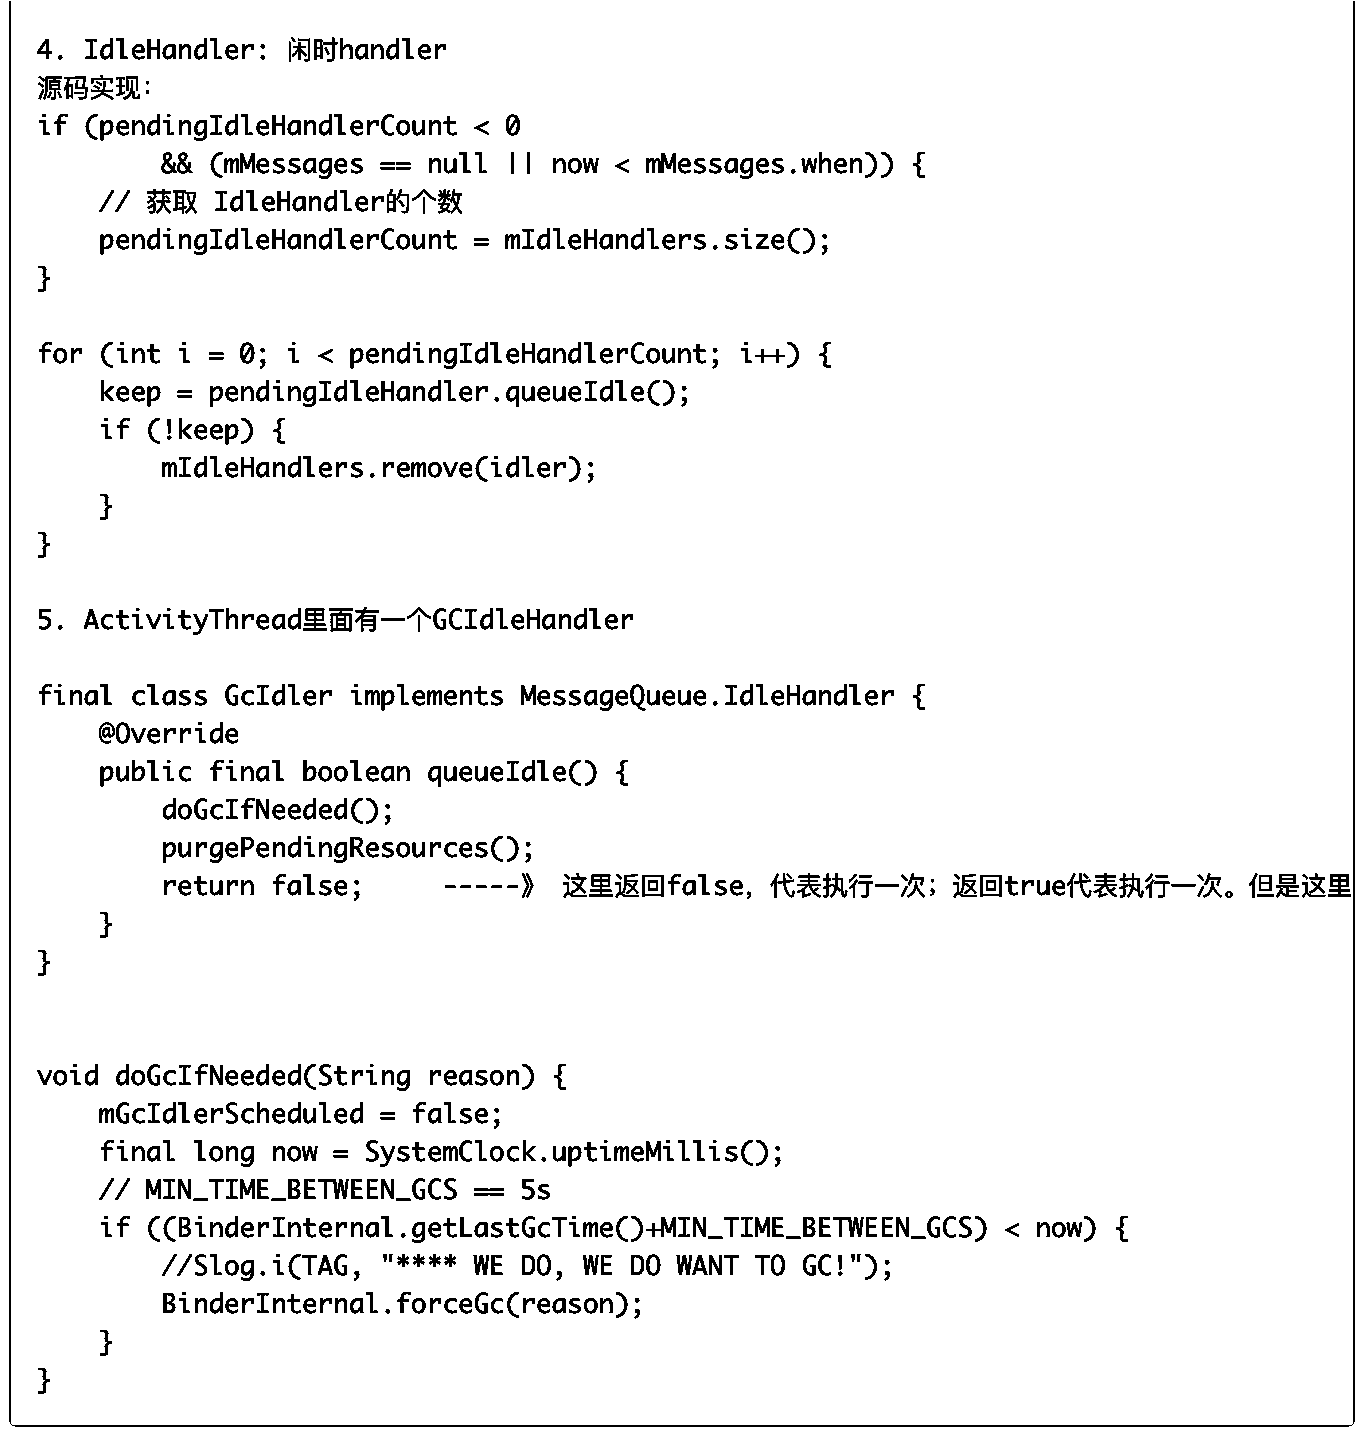 4. IdleHandler: 闲时handler
源码实现:
if (pendingIdleHandlerCount < 0
        && (mMessages == null || now < mMessages.when)) {
    // 获取 IdleHandler的个数
    pendingIdleHandlerCount = mIdleHandlers.size();
}

for (int i = 0; i < pendingIdleHandlerCount; i++) {
    keep = pendingIdleHandler.queueIdle();
    if (!keep) {
        mIdleHandlers.remove(idler);
    }
}

5. ActivityThread里面有一个GCIdleHandler

final class GcIdler implements MessageQueue.IdleHandler {
    @Override
    public final boolean queueIdle() {
        doGcIfNeeded();
        purgePendingResources();
        return false;     -----》 这里返回false，代表执行一次；返回true代表执行一次。但是这里
    }
}


void doGcIfNeeded(String reason) {
    mGcIdlerScheduled = false;
    final long now = SystemClock.uptimeMillis();
    // MIN_TIME_BETWEEN_GCS == 5s
    if ((BinderInternal.getLastGcTime()+MIN_TIME_BETWEEN_GCS) < now) {
        //Slog.i(TAG, "**** WE DO, WE DO WANT TO GC!");
        BinderInternal.forceGc(reason);
    }
}